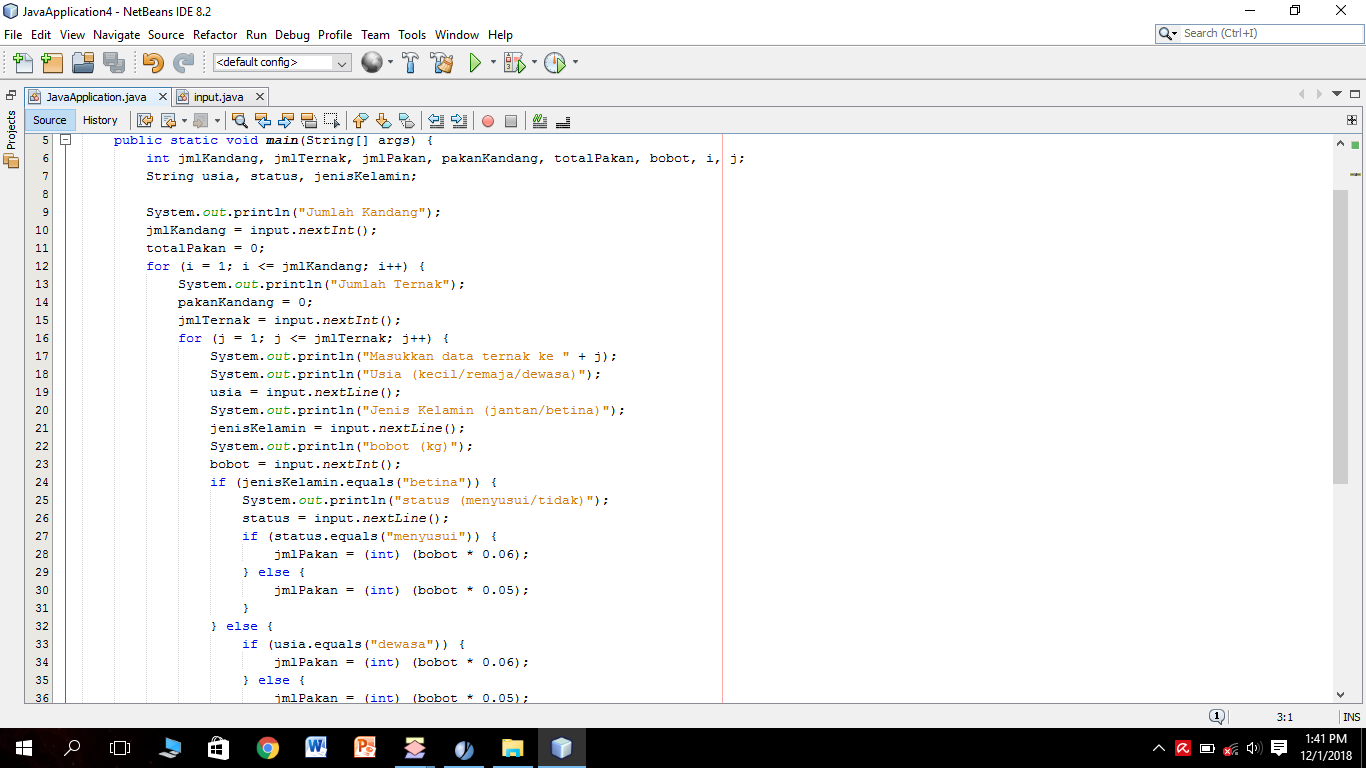 JavaApplication4 - NetBeans IDE 8.2
File Edit View Navigate Source Refactor Run Debug Profile Team Tools Window Help
Search (Ctrl+I)
<default config>
JavaApplication.java input.java
Projects
Source History
5 public static void main(String[] args) {
6 int jmlKandang, jmlTernak, jmlPakan, pakanKandang, totalPakan, bobot, i, j;
7 String usia, status, jenisKelamin;
8
9 System.out.println("Jumlah Kandang");
10 jmlKandang = input.nextInt();
11 totalPakan = 0;
12 for (i = 1; i <= jmlKandang; i++) {
13 System.out.println("Jumlah Ternak");
14 pakanKandang = 0;
15 jmlTernak = input.nextInt();
16 for (j = 1; j <= jmlTernak; j++) {
17 System.out.println("Masukkan data ternak ke " + j);
18 System.out.println("Usia (kecil/remaja/dewasa)");
19 usia = input.nextLine();
20 System.out.println("Jenis Kelamin (jantan/betina)");
21 jenisKelamin = input.nextLine();
22 System.out.println("bobot (kg)");
23 bobot = input.nextInt();
24 if (jenisKelamin.equals("betina")) {
25 System.out.println("status (menyusui/tidak)");
26 status = input.nextLine();
27 if (status.equals("menyusui")) {
28 jmlPakan = (int) (bobot * 0.06);
29 } else {
30 jmlPakan = (int) (bobot * 0.05);
31 }
32 } else {
33 if (usia.equals("dewasa")) {
34 jmlPakan = (int) (bobot * 0.06);
35 } else {
36 jmlPakan = (int) (bobot * 0.05);
1 3:1 INS
1:41 PM
12/1/2018